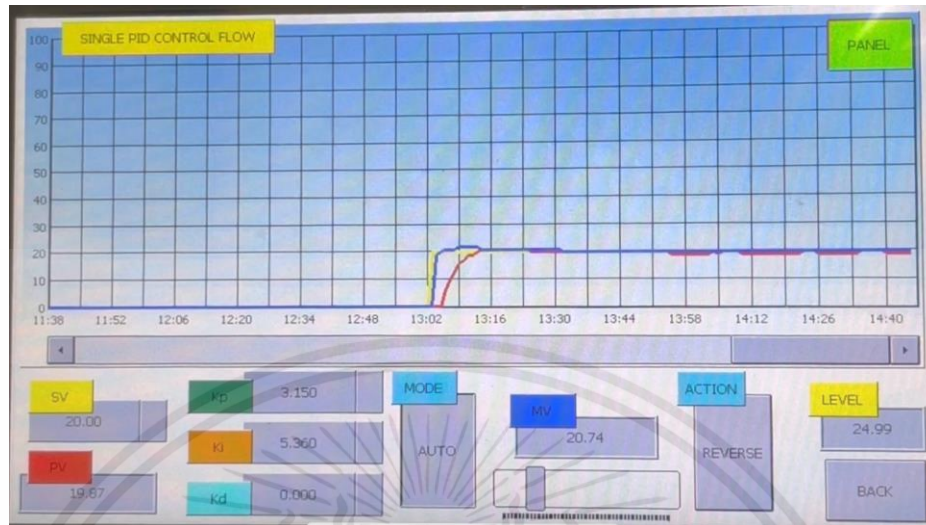 SINGLE PID CONTROL FLOW
PANEL
100
90
80
70
60
50
40
30
20
10
0
11:38 11:52 12:06 12:20 12:34 12:48 13:02 13:16 13:30 13:44 13:58 14:12 14:26 14:40
SV
20.00
PV
19.67
Kp 3.150
Ki 5.360
Kd 0.000
MODE
AUTO
MV
20.74
ACTION
REVERSE
LEVEL
24.99
BACK